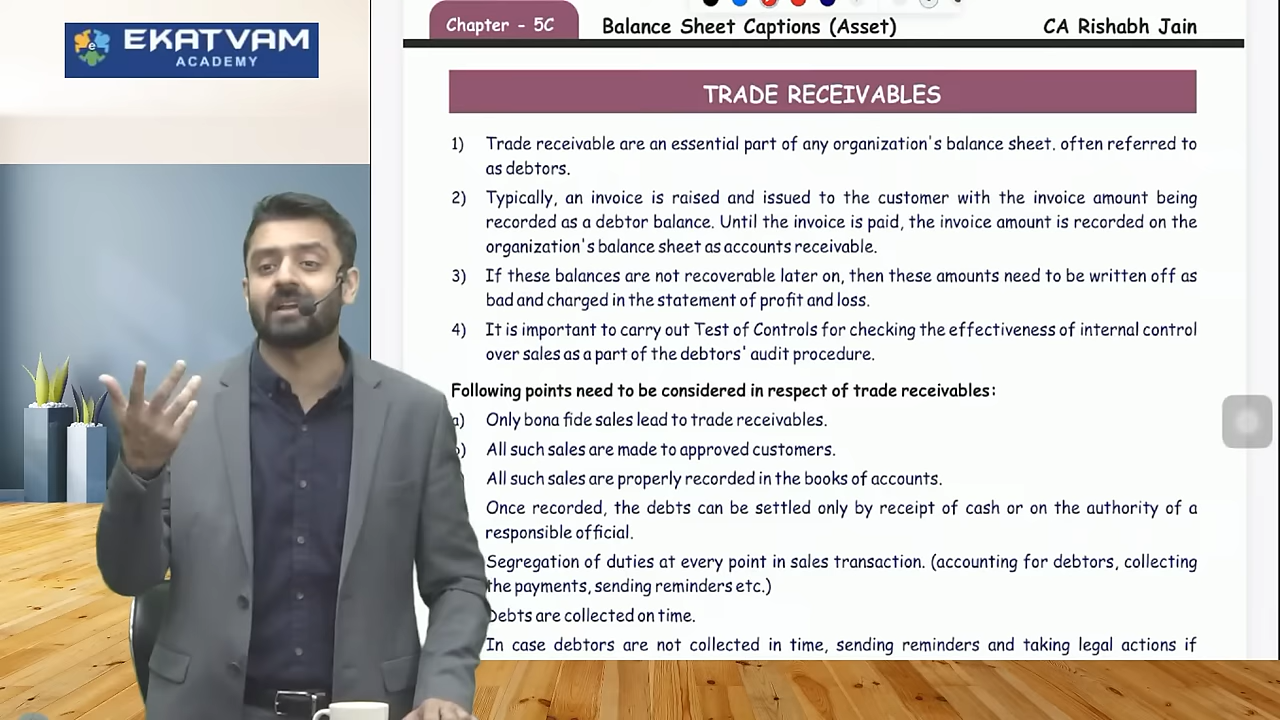 EKATVAM
ACADEMY
Chapter - 5C
Balance Sheet Captions (Asset)
CA Rishabh Jain
TRADE RECEIVABLES
1) Trade receivable are an essential part of any organization's balance sheet. often referred to
as debtors.
2) Typically, an invoice is raised and issued to the customer with the invoice amount being
recorded as a debtor balance. Until the invoice is paid, the invoice amount is recorded on the
organization's balance sheet as accounts receivable.
3) If these balances are not recoverable later on, then these amounts need to be written off as
bad and charged in the statement of profit and loss.
4) It is important to carry out Test of Controls for checking the effectiveness of internal control
over sales as a part of the debtors' audit procedure.
Following points need to be considered in respect of trade receivables:
a) Only bona fide sales lead to trade receivables.
) All such sales are made to approved customers.
All such sales are properly recorded in the books of accounts.
Once recorded, the debts can be settled only by receipt of cash or on the authority of a
responsible official.
Segregation of duties at every point in sales transaction. (accounting for debtors, collecting
the payments, sending reminders etc.)
Debts are collected on time.
In case debtors are not collected in time, sending reminders and taking legal actions if